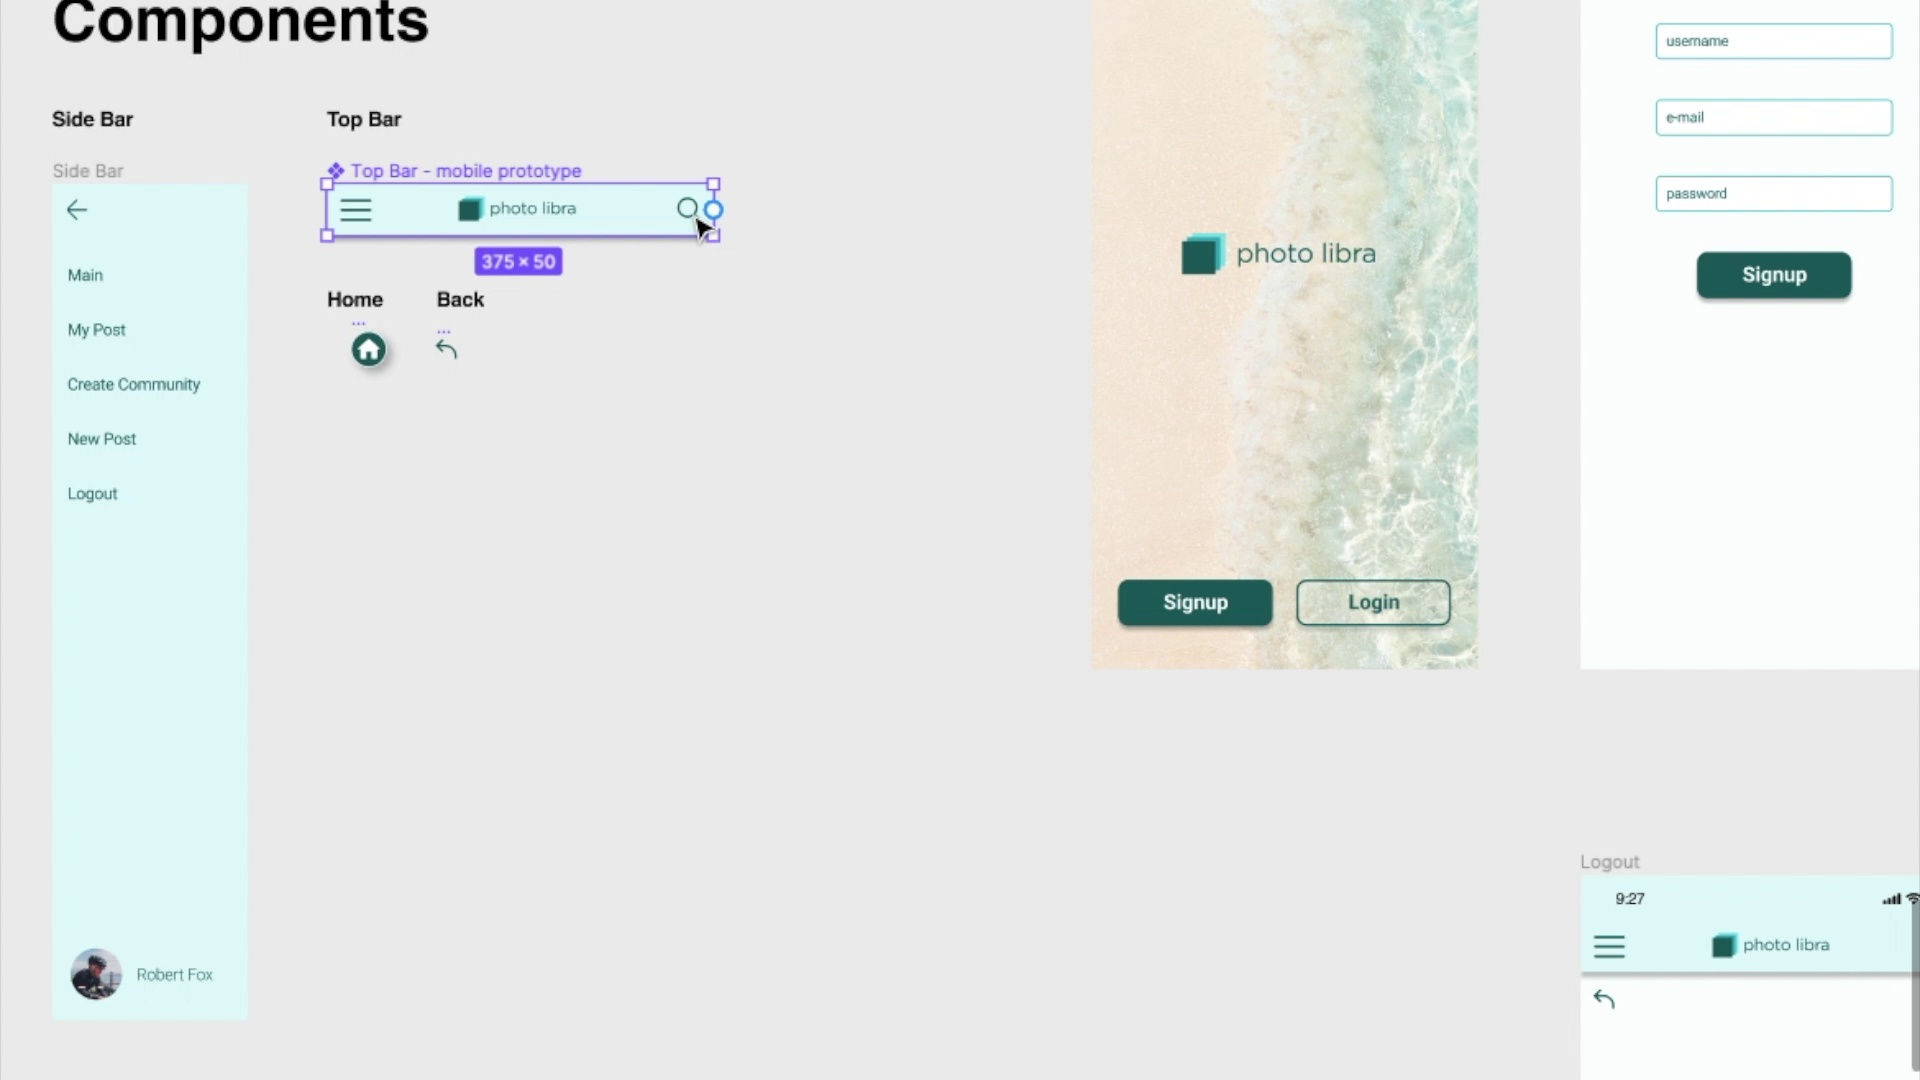 Components
Side Bar
Top Bar
Side Bar
Top Bar - mobile prototype
photo libra
375 × 50
Main
My Post
Create Community
New Post
Logout
Robert Fox
Home
Back
...
...
photo libra
Signup
Login
username
e-mail
password
Signup
Logout
9:27
photo libra